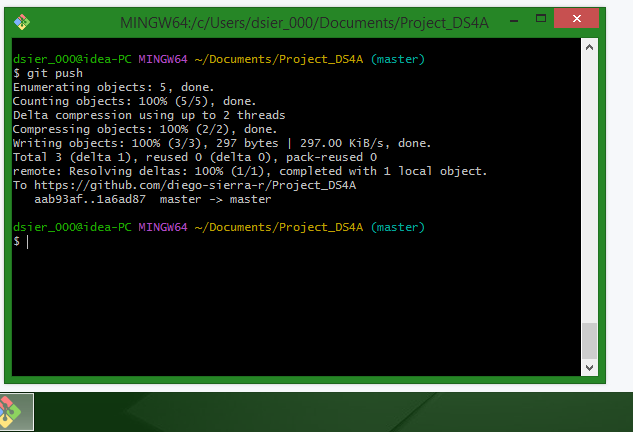 MINGW64:/c/Users/dsier_000/Documents/Project_DS4A
dsier_000@idea-PC MINGW64 ~/Documents/Project_DS4A (master)
$ git push
Enumerating objects: 5, done.
Counting objects: 100% (5/5), done.
Delta compression using up to 2 threads
Compressing objects: 100% (2/2), done.
Writing objects: 100% (3/3), 297 bytes | 297.00 KiB/s, done.
Total 3 (delta 1), reused 0 (delta 0), pack-reused 0
remote: Resolving deltas: 100% (1/1), completed with 1 local object.
To https://github.com/diego-sierra-r/Project_DS4A
   aab93af..1a6ad87  master -> master
dsier_000@idea-PC MINGW64 ~/Documents/Project_DS4A (master)
$